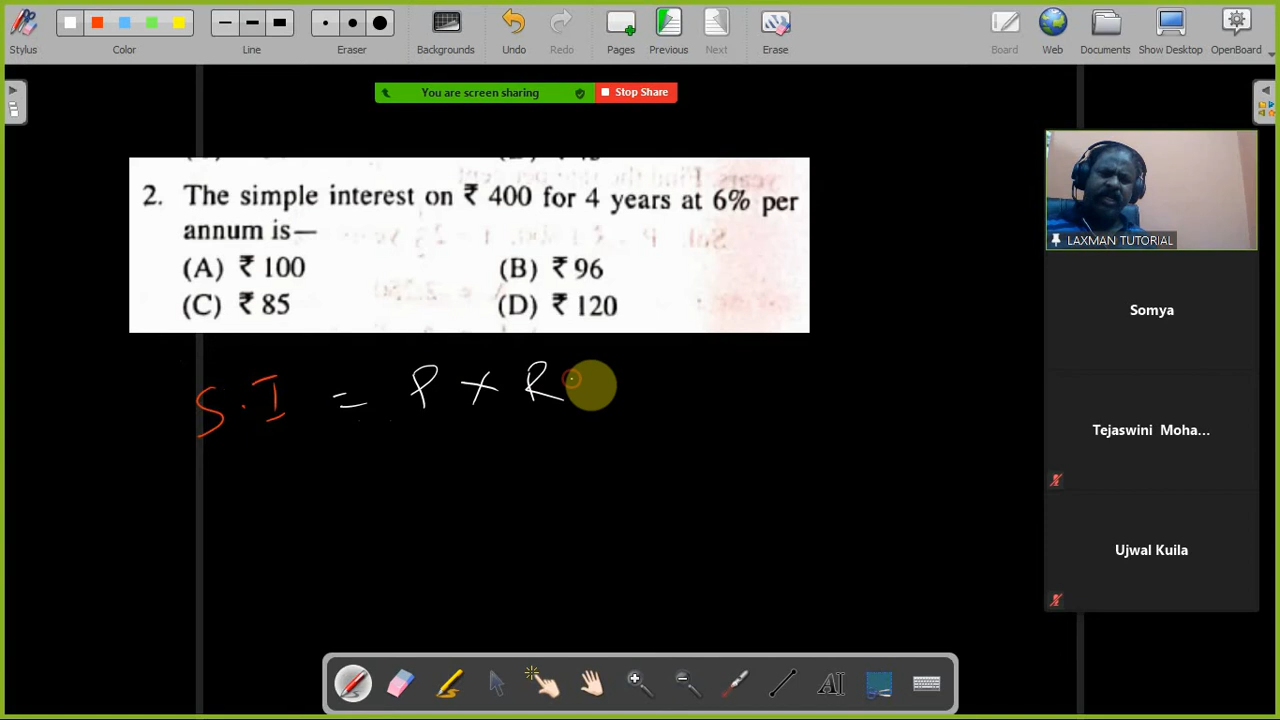 Stylus
Color
Line
Eraser
Backgrounds
Undo
Redo
Pages
Previous
Next
Erase
Board
Web
Documents
Show Desktop
OpenBoard
You are screen sharing
Stop Share
2. The simple interest on ₹ 400 for 4 years at 6% per
annum is—
(A) ₹ 100 (B) ₹ 96
(C) ₹ 85 (D) ₹ 120
S.I = P × R
LAXMAN TUTORIAL
Somya
Tejaswini Moha...
Ujwal Kuila
AI